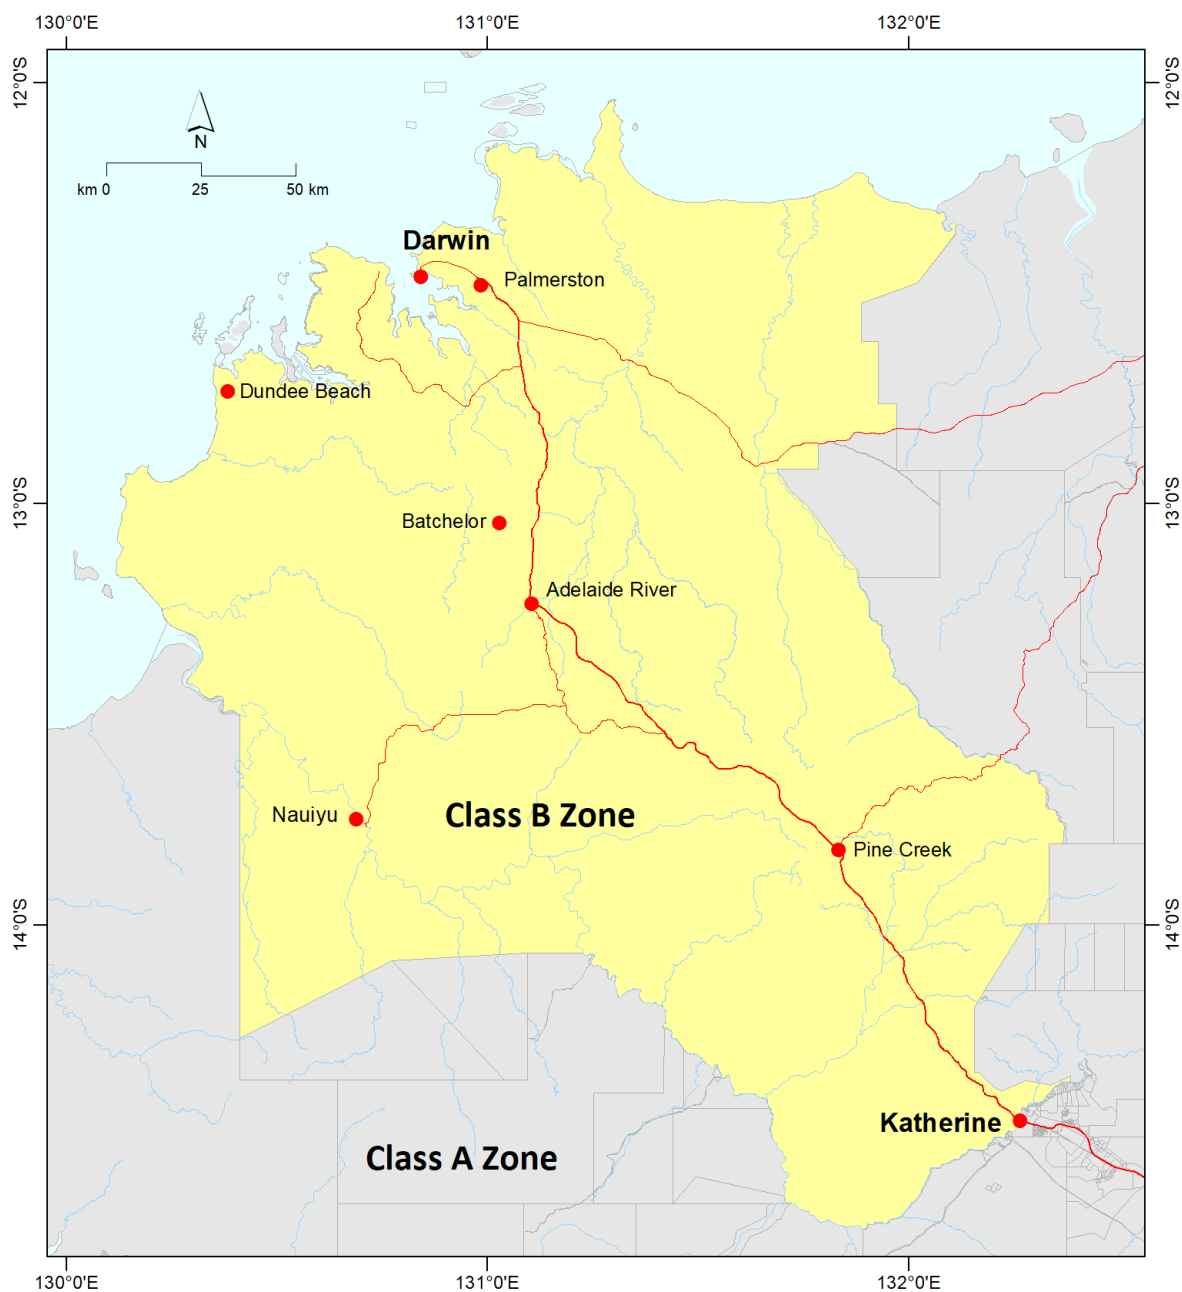 130°0'E 131°0'E 132°0'E
12°0'S 12°0'S
N
km 0 25 50 km
Darwin
Palmerston
Dundee Beach
13°0'S 13°0'S
Batchelor
Adelaide River
Nauiyu
Class B Zone
Pine Creek
14°0'S 14°0'S
Katherine
Class A Zone
130°0'E 131°0'E 132°0'E